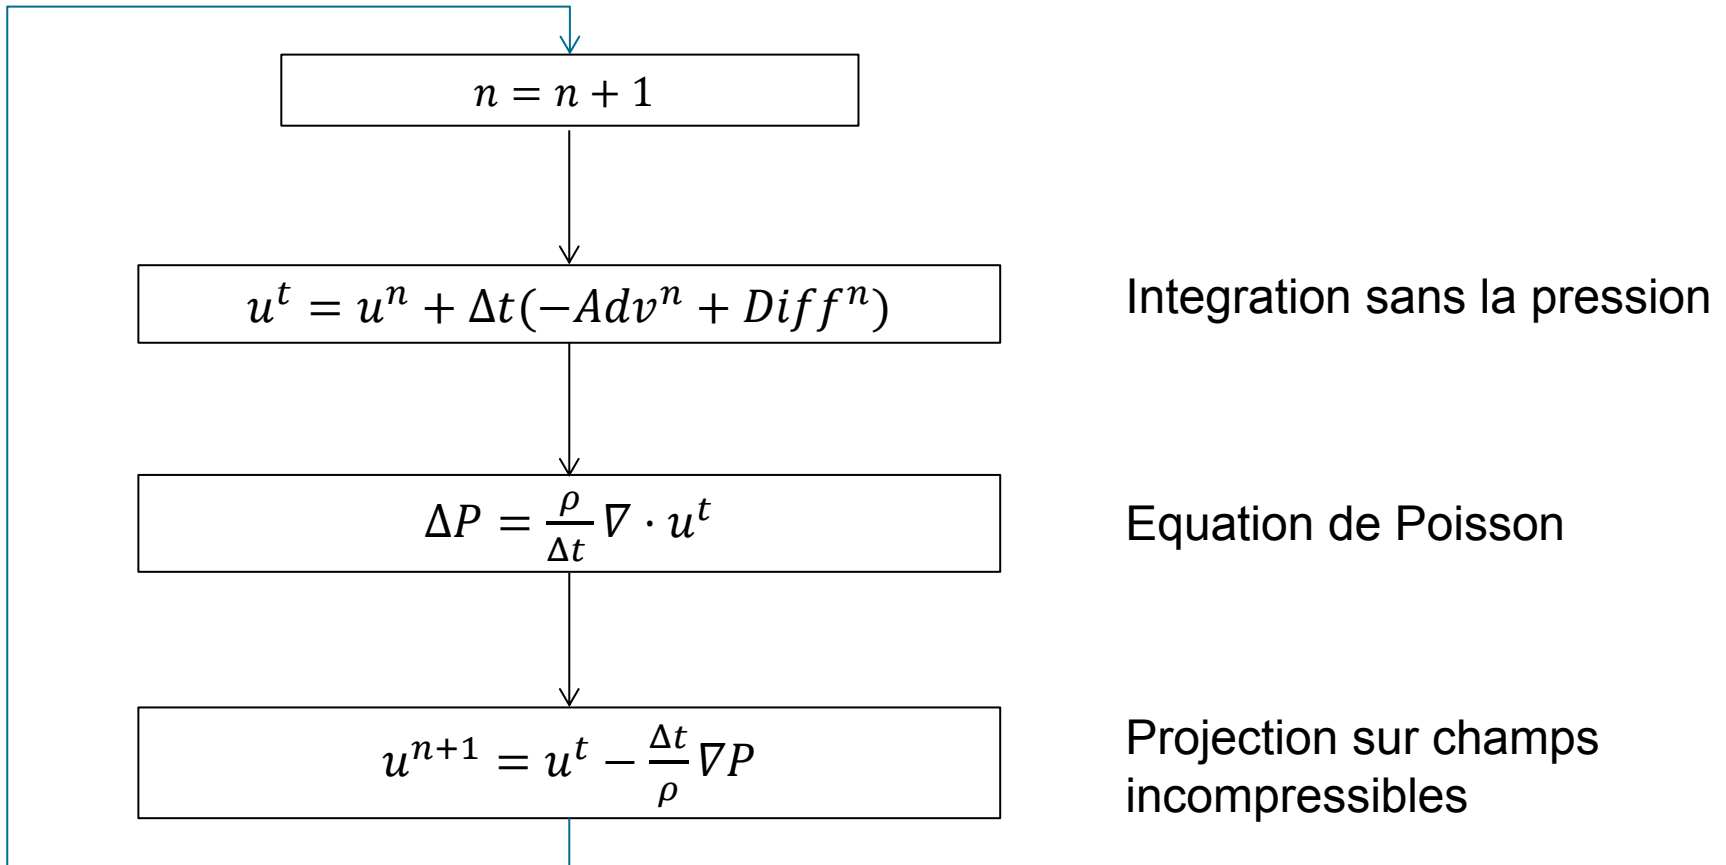 n = n + 1
u^t = u^n + Δt(−Adv^n + Diff^n)
Integration sans la pression
ΔP = ρ/Δt ∇ · u^t
Equation de Poisson
u^{n+1} = u^t − Δt/ρ ∇P
Projection sur champs
incompressibles